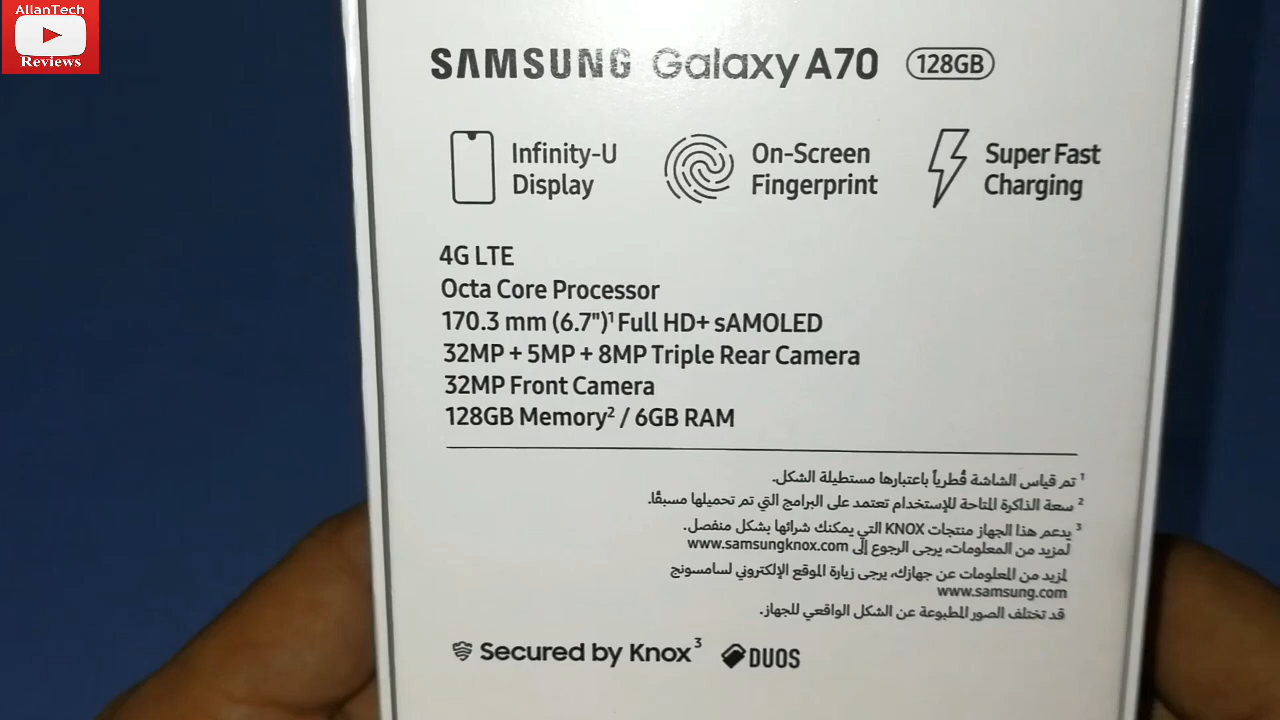 AllanTech
Reviews
SAMSUNG Galaxy A70 128GB
Infinity-U
Display
On-Screen
Fingerprint
Super Fast
Charging
4G LTE
Octa Core Processor
170.3 mm (6.7")¹ Full HD+ sAMOLED
32MP + 5MP + 8MP Triple Rear Camera
32MP Front Camera
128GB Memory² / 6GB RAM
¹ تم قياس الشاشة قُطرياً باعتبارها مستطيلة الشكل.
² سعة الذاكرة المتاحة للإستخدام تعتمد على البرامج التي تم تحميلها مسبقًا.
³ يدعم هذا الجهاز منتجات KNOX التي يمكنك شرائها بشكل منفصل.
لمزيد من المعلومات، يرجى الرجوع إلى www.samsungknox.com
لمزيد من المعلومات عن جهازك، يرجى زيارة الموقع الإلكتروني لسامسونج
www.samsung.com
قد تختلف الصور المطبوعة عن الشكل الواقعي للجهاز.
Secured by Knox³ DUOS